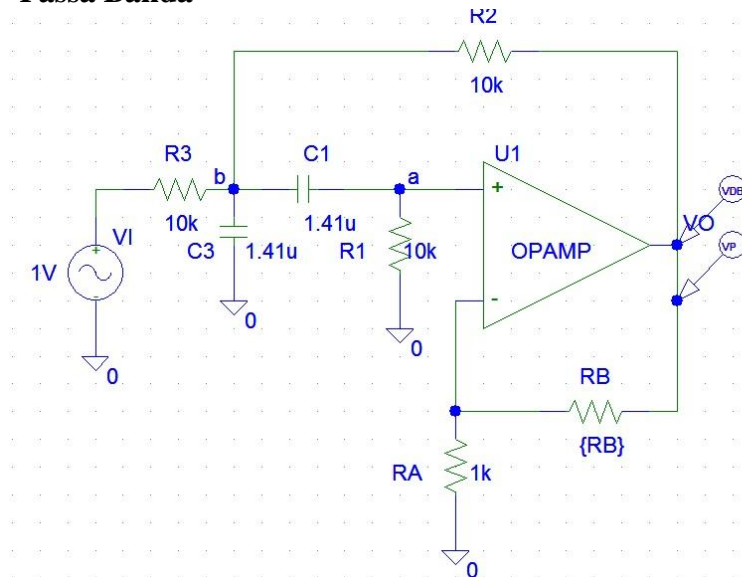 Passa Banda
R2
10k
R3
b
C1
a
U1
+
10k
C3
1.41u
1.41u
R1
10k
OPAMP
VO
VDB
VP
VI
1V
+
-
-
0
0
0
RB
{RB}
RA
1k
0